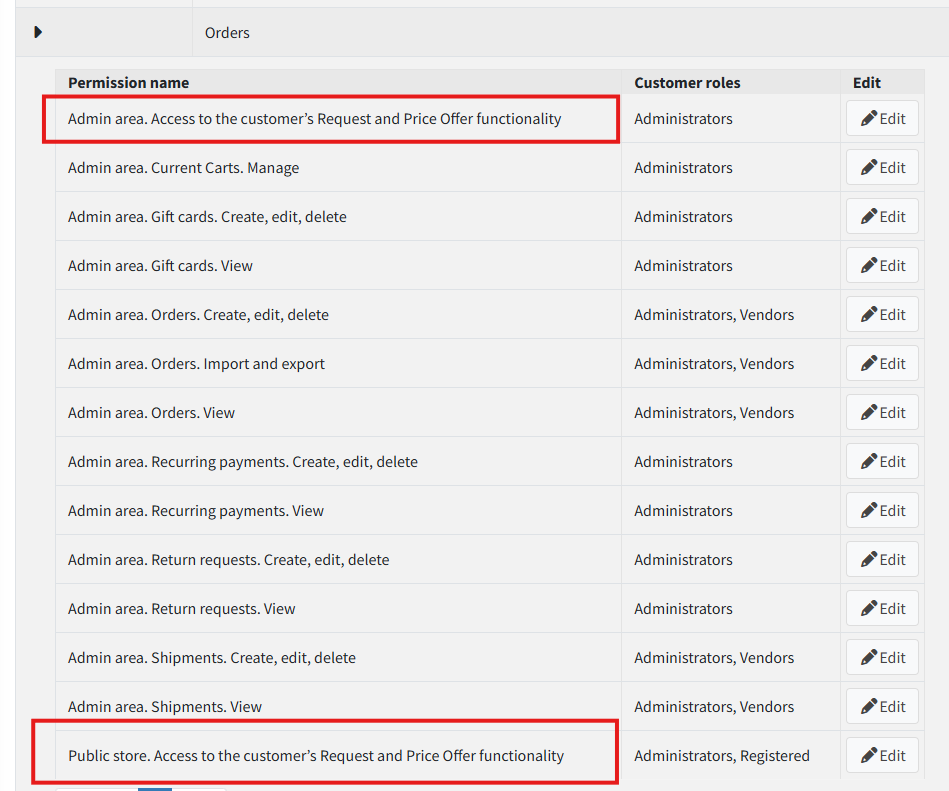 Orders
Permission name Customer roles Edit
Admin area. Access to the customer’s Request and Price Offer functionality Administrators Edit
Admin area. Current Carts. Manage Administrators Edit
Admin area. Gift cards. Create, edit, delete Administrators Edit
Admin area. Gift cards. View Administrators Edit
Admin area. Orders. Create, edit, delete Administrators, Vendors Edit
Admin area. Orders. Import and export Administrators, Vendors Edit
Admin area. Orders. View Administrators, Vendors Edit
Admin area. Recurring payments. Create, edit, delete Administrators Edit
Admin area. Recurring payments. View Administrators Edit
Admin area. Return requests. Create, edit, delete Administrators Edit
Admin area. Return requests. View Administrators Edit
Admin area. Shipments. Create, edit, delete Administrators, Vendors Edit
Admin area. Shipments. View Administrators, Vendors Edit
Public store. Access to the customer’s Request and Price Offer functionality Administrators, Registered Edit